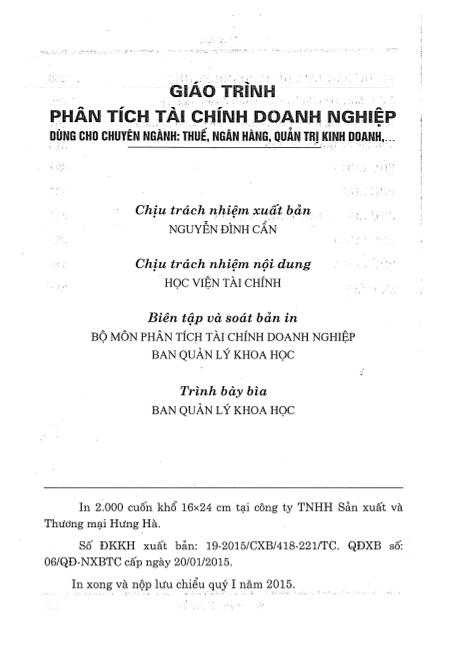 GIÁO TRÌNH
PHÂN TÍCH TÀI CHÍNH DOANH NGHIỆP
DÙNG CHO CHUYÊN NGÀNH: THUẾ, NGÂN HÀNG, QUẢN TRỊ KINH DOANH,...
Chịu trách nhiệm xuất bản
NGUYỄN ĐÌNH CẨN
Chịu trách nhiệm nội dung
HỌC VIỆN TÀI CHÍNH
Biên tập và soát bản in
BỘ MÔN PHÂN TÍCH TÀI CHÍNH DOANH NGHIỆP
BAN QUẢN LÝ KHOA HỌC
Trình bày bìa
BAN QUẢN LÝ KHOA HỌC
In 2.000 cuốn khổ 16×24 cm tại công ty TNHH Sản xuất và
Thương mại Hưng Hà.
Số ĐKKH xuất bản: 19-2015/CXB/418-221/TC. QĐXB số:
06/QĐ-NXBTC cấp ngày 20/01/2015.
In xong và nộp lưu chiểu quý I năm 2015.